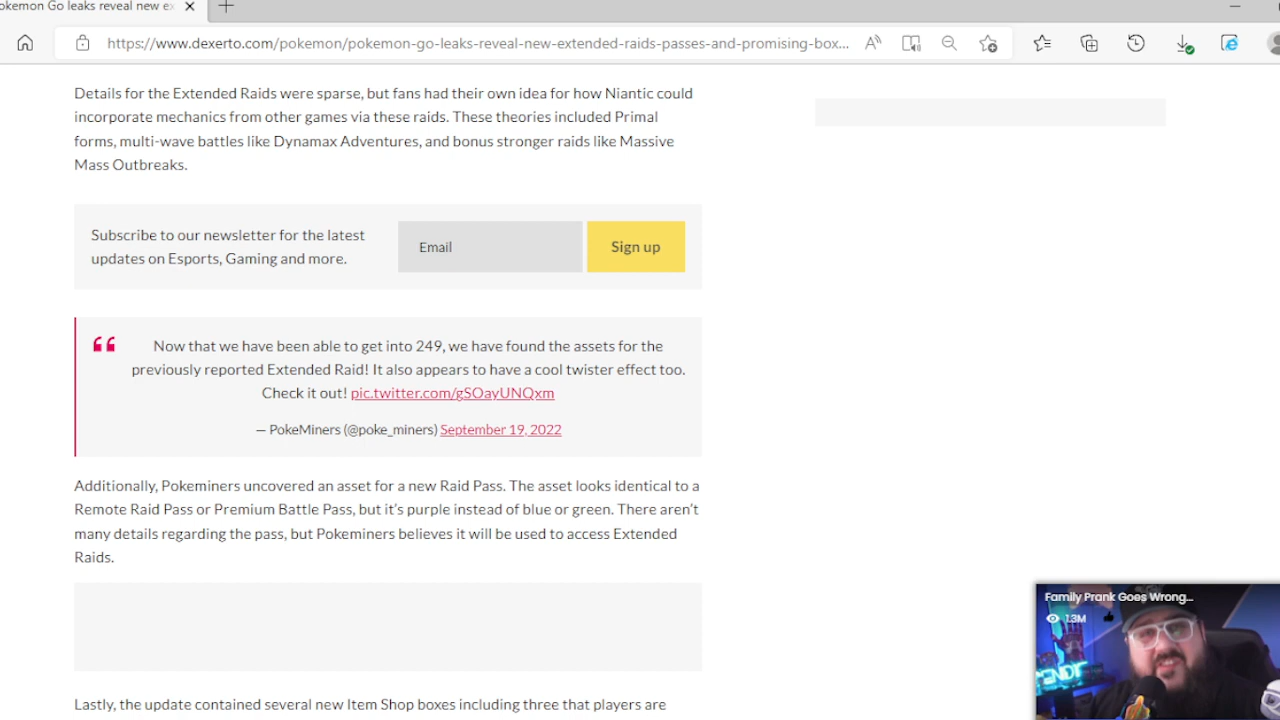 okemon Go leaks reveal new ex
https://www.dexerto.com/pokemon/pokemon-go-leaks-reveal-new-extended-raids-passes-and-promising-box...
Details for the Extended Raids were sparse, but fans had their own idea for how Niantic could
incorporate mechanics from other games via these raids. These theories included Primal
forms, multi-wave battles like Dynamax Adventures, and bonus stronger raids like Massive
Mass Outbreaks.
Subscribe to our newsletter for the latest
updates on Esports, Gaming and more.
Email
Sign up
Now that we have been able to get into 249, we have found the assets for the
previously reported Extended Raid! It also appears to have a cool twister effect too.
Check it out! pic.twitter.com/gSOayUNQxm
— PokeMiners (@poke_miners) September 19, 2022
Additionally, Pokeminers uncovered an asset for a new Raid Pass. The asset looks identical to a
Remote Raid Pass or Premium Battle Pass, but it’s purple instead of blue or green. There aren’t
many details regarding the pass, but Pokeminers believes it will be used to access Extended
Raids.
Family Prank Goes Wrong...
1.3M
Lastly, the update contained several new Item Shop boxes including three that players are